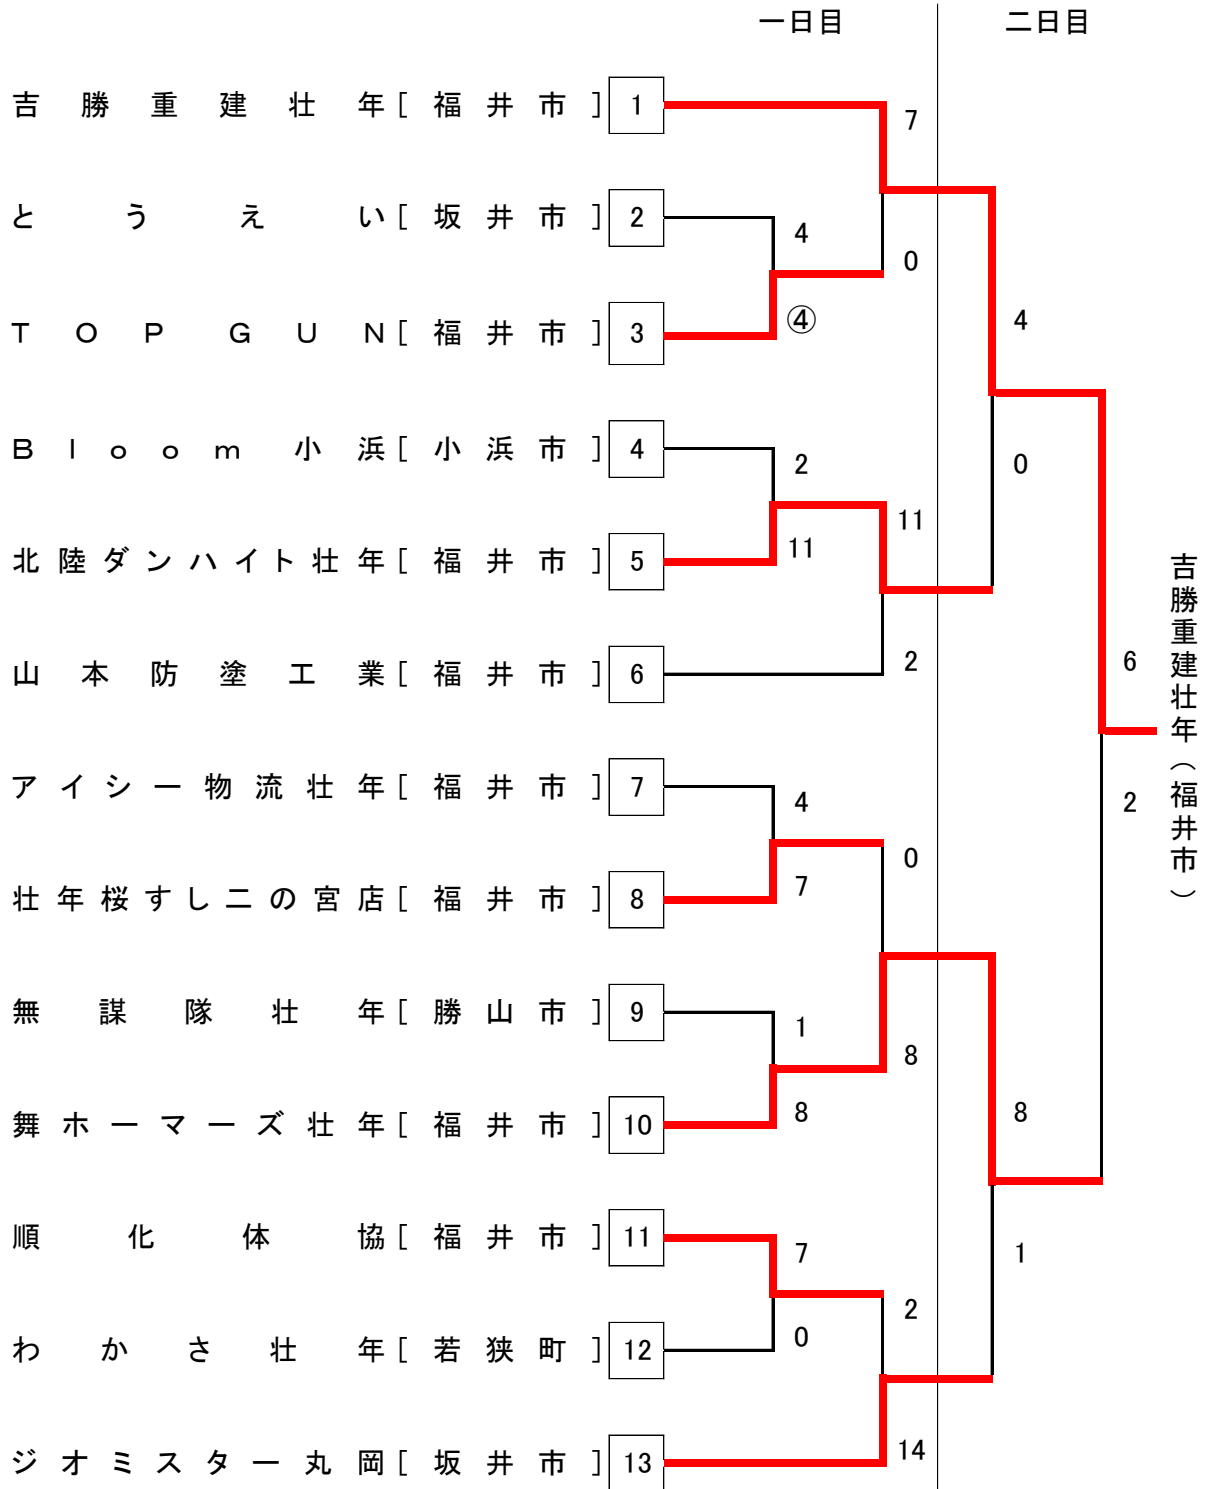 一日目 二日目
吉勝重建壮年[福井市] 1
7
とうえい[坂井市] 2
4
0
TOP GUN[福井市] 3
④
4
Bloom小浜[小浜市] 4
2
0
11
北陸ダンハイト壮年[福井市] 5
11
山本防塗工業[福井市] 6
2
6
吉勝重建壮年(福井市)
アイシー物流壮年[福井市] 7
4
2
0
壮年桜すし二の宮店[福井市] 8
7
無謀隊壮年[勝山市] 9
1
8
舞ホーマーズ壮年[福井市] 10
8
8
順化体協[福井市] 11
7
1
2
わかさ壮年[若狭町] 12
0
ジオミスター丸岡[坂井市] 13
14